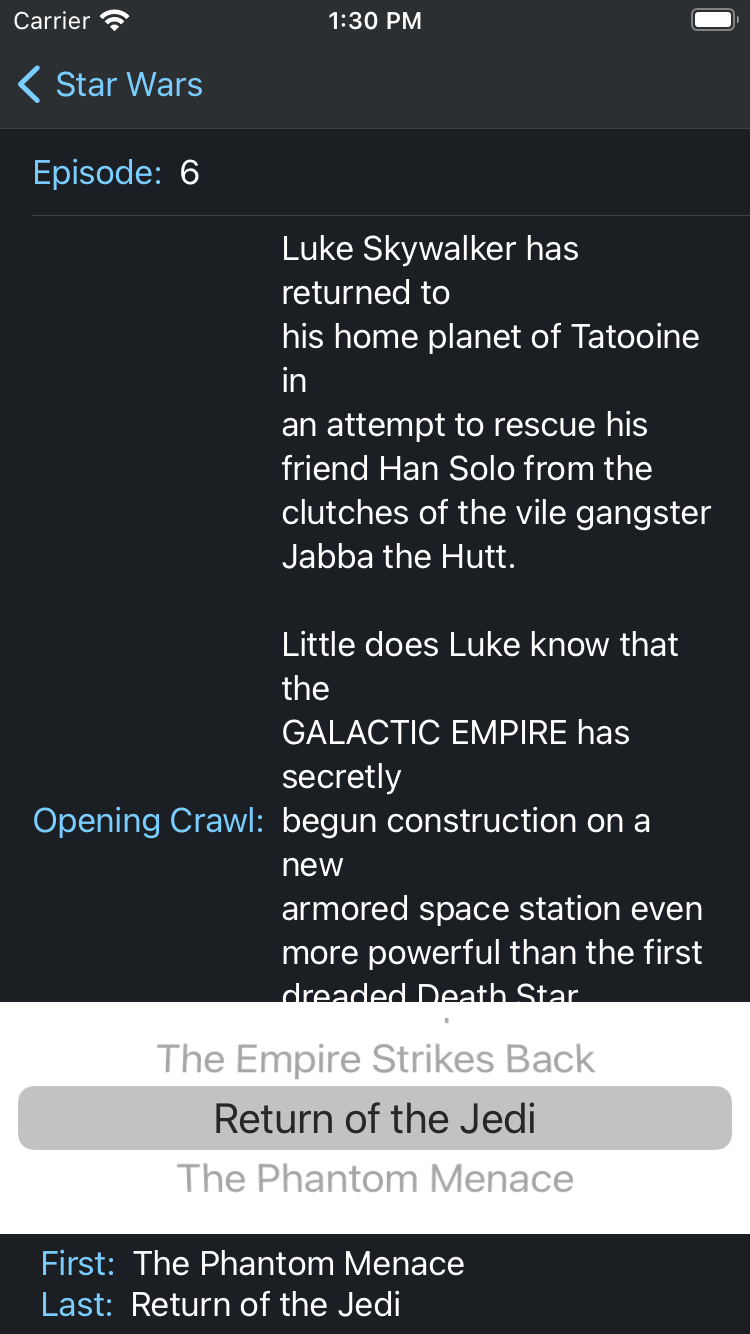 Carrier 1:30 PM
Star Wars
Episode: 6
Luke Skywalker has
returned to
his home planet of Tatooine
in
an attempt to rescue his
friend Han Solo from the
clutches of the vile gangster
Jabba the Hutt.
Little does Luke know that
the
GALACTIC EMPIRE has
secretly
Opening Crawl: begun construction on a
new
armored space station even
more powerful than the first
dreaded Death Star
The Empire Strikes Back
Return of the Jedi
The Phantom Menace
First: The Phantom Menace
Last: Return of the Jedi